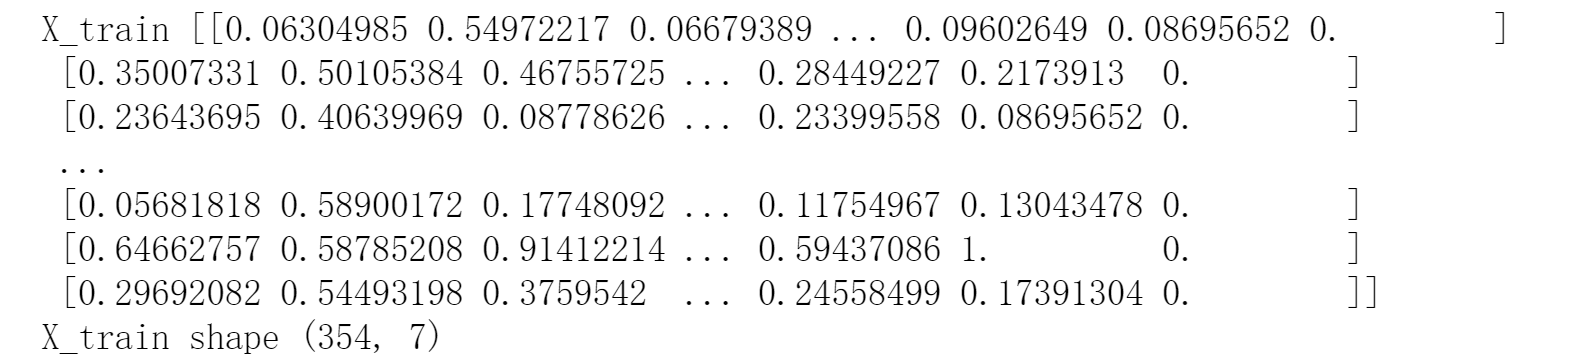 X_train [[0.06304985 0.54972217 0.06679389 ... 0.09602649 0.08695652 0.        ]
 [0.35007331 0.50105384 0.46755725 ... 0.28449227 0.2173913  0.        ]
 [0.23643695 0.40639969 0.08778626 ... 0.23399558 0.08695652 0.        ]
 ...
 [0.05681818 0.58900172 0.17748092 ... 0.11754967 0.13043478 0.        ]
 [0.64662757 0.58785208 0.91412214 ... 0.59437086 1.         0.        ]
 [0.29692082 0.54493198 0.3759542  ... 0.24558499 0.17391304 0.        ]]
X_train shape (354, 7)